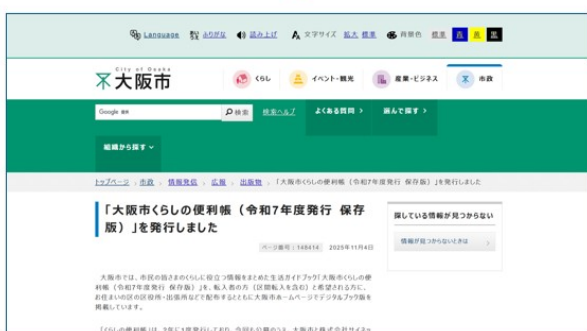 Language ふりがな 読み上げ 文字サイズ 拡大 標準 背景色 標準 青 黄 黒
City of Osaka
大阪市
くらし イベント・観光 産業・ビジネス 市政
Google 検索 検索 検索ヘルプ よくある質問 選んで探す
組織から探す
トップページ 市政 情報発信 広報 出版物 「大阪市くらしの便利帳（令和7年度発行 保存版）」を発行しました
「大阪市くらしの便利帳（令和7年度発行 保存
版）」を発行しました
探している情報が見つからない
情報が見つからないときは
ページ番号：148414 2025年11月4日
大阪市では、市民の皆さまのくらしに役立つ情報をまとめた生活ガイドブック「大阪市くらしの便
利帳（令和7年度発行 保存版）」を、転入者の方（区間転入を含む）と希望される方に、
お住まいの区の区役所・出張所などで配布するとともに大阪市ホームページでデジタルブック版を
掲載しています。